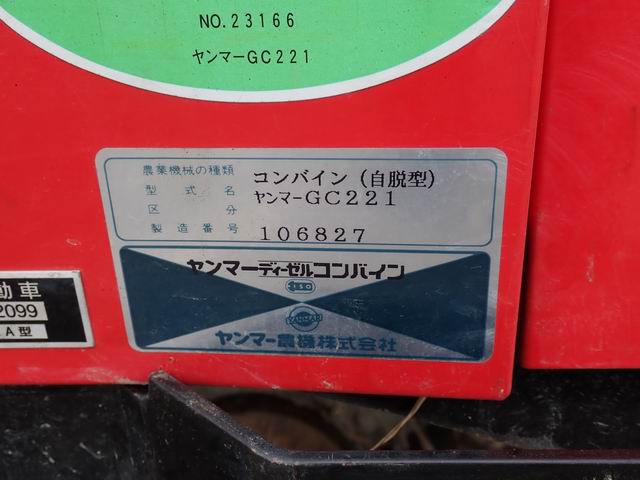 NO.23166
ヤンマーGC221
農業機械の種類 コンバイン(自脱型)
型式名 ヤンマーGC221
区分
製造番号 106827
ヤンマーディーゼルコンバイン
ISO
YANMAR
ヤンマー農機株式会社
動車
2099
A型